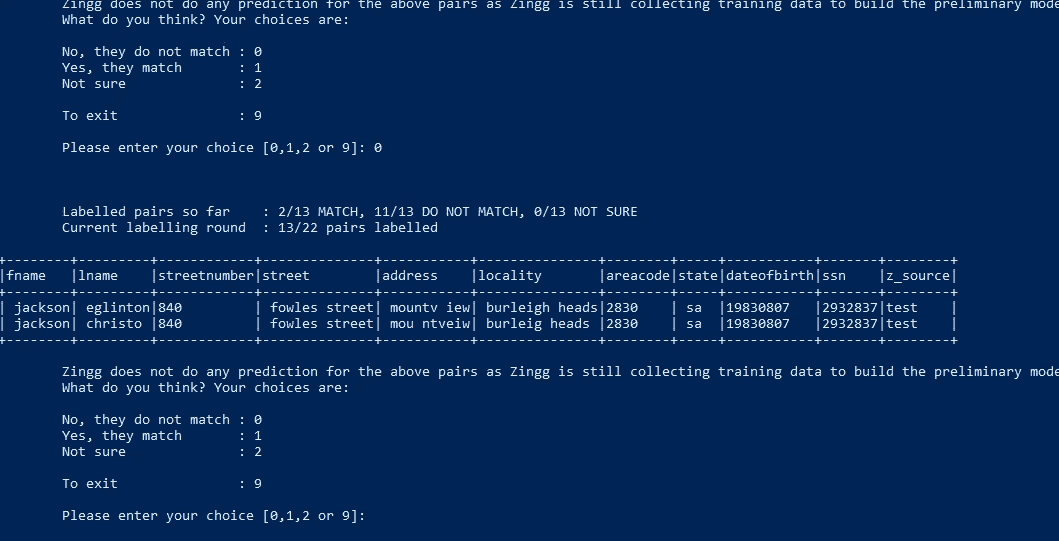 Zingg does not do any prediction for the above pairs as Zingg is still collecting training data to build the preliminary mode
What do you think? Your choices are:
No, they do not match : 0
Yes, they match : 1
Not sure : 2
To exit : 9
Please enter your choice [0,1,2 or 9]: 0
Labelled pairs so far : 2/13 MATCH, 11/13 DO NOT MATCH, 0/13 NOT SURE
Current labelling round : 13/22 pairs labelled
+--------+---------+------------+--------------+-----------+---------------+--------+-----+-----------+-------+--------+
|fname |lname |streetnumber|street |address |locality |areacode|state|dateofbirth|ssn |z_source|
+--------+---------+------------+--------------+-----------+---------------+--------+-----+-----------+-------+--------+
| jackson| eglinton|840 | fowles street| mountv iew| burleigh heads|2830 | sa |19830807 |2932837|test |
| jackson| christo |840 | fowles street| mou ntveiw| burleig heads |2830 | sa |19830807 |2932837|test |
+--------+---------+------------+--------------+-----------+---------------+--------+-----+-----------+-------+--------+
Zingg does not do any prediction for the above pairs as Zingg is still collecting training data to build the preliminary mode
What do you think? Your choices are:
No, they do not match : 0
Yes, they match : 1
Not sure : 2
To exit : 9
Please enter your choice [0,1,2 or 9]: